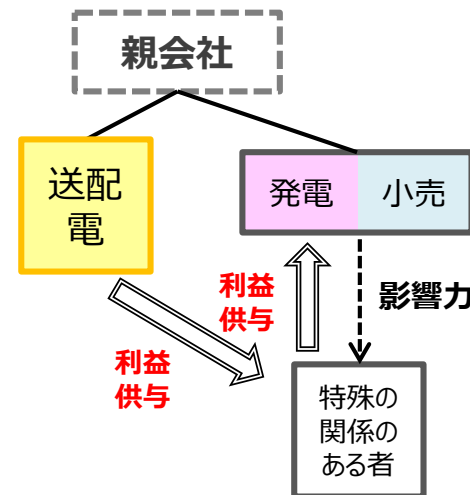 親会社
送配
電
発電
小売
利益
供与
影響力
利益
供与
特殊の
関係の
ある者